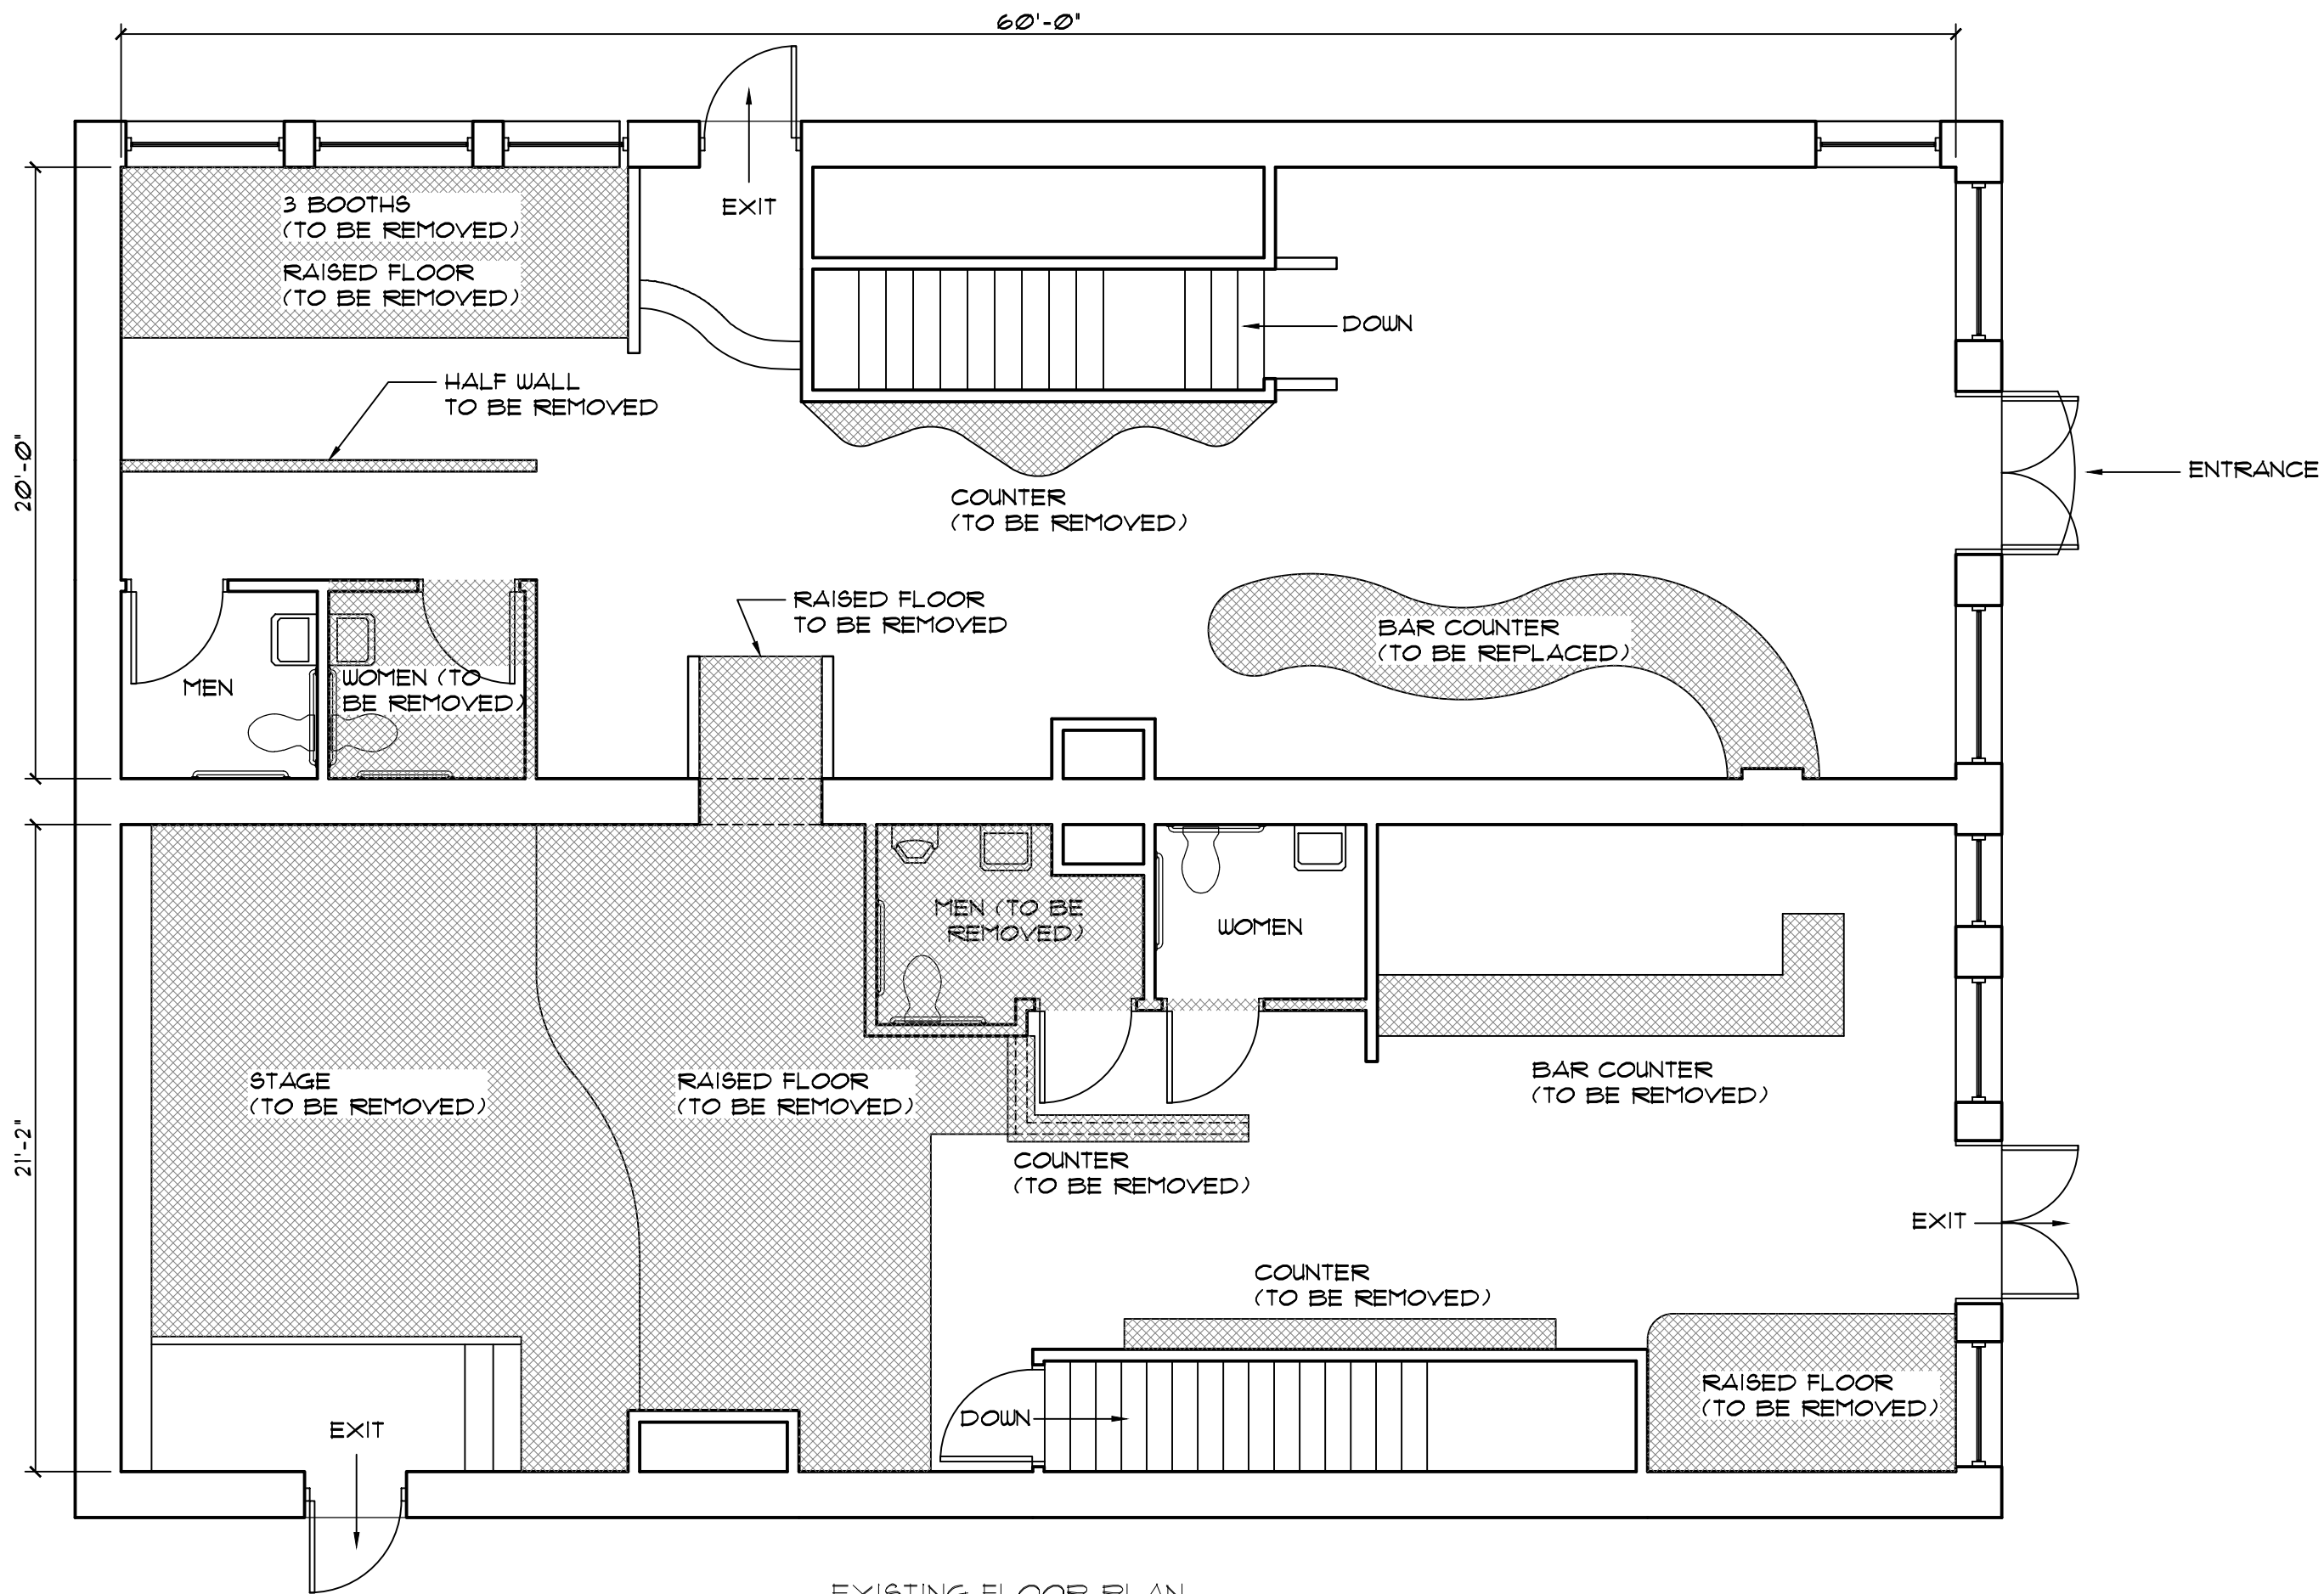 60'-0"
3 BOOTHS
(TO BE REMOVED)
RAISED FLOOR
(TO BE REMOVED)
EXIT
DOWN
HALF WALL
TO BE REMOVED
20'-0"
ENTRANCE
COUNTER
(TO BE REMOVED)
RAISED FLOOR
TO BE REMOVED
BAR COUNTER
(TO BE REPLACED)
MEN
WOMEN (TO
BE REMOVED)
MEN (TO BE
REMOVED)
WOMEN
STAGE
(TO BE REMOVED)
RAISED FLOOR
(TO BE REMOVED)
BAR COUNTER
(TO BE REMOVED)
21'-2"
COUNTER
(TO BE REMOVED)
EXIT
COUNTER
(TO BE REMOVED)
RAISED FLOOR
(TO BE REMOVED)
DOWN
EXIT
EXISTING FLOOR PLAN